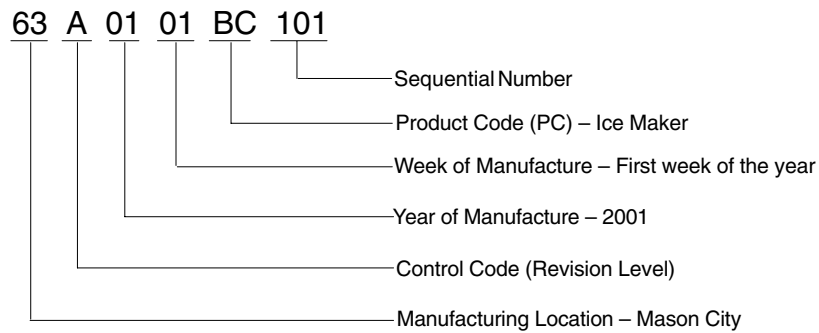 63 A 01 01 BC 101
Sequential Number
Product Code (PC) – Ice Maker
Week of Manufacture – First week of the year
Year of Manufacture – 2001
Control Code (Revision Level)
Manufacturing Location – Mason City